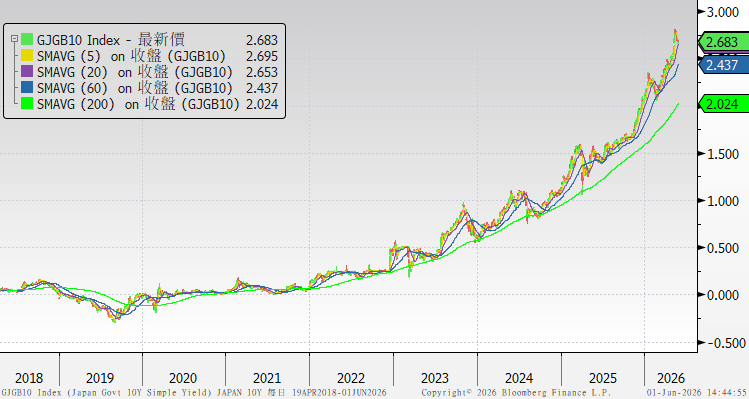 GJGB10 Index - 最新價 2.683
SMAVG (5) on 收盤 (GJGB10) 2.695
SMAVG (20) on 收盤 (GJGB10) 2.653
SMAVG (60) on 收盤 (GJGB10) 2.437
SMAVG (200) on 收盤 (GJGB10) 2.024
3.000
2.683
2.437
2.024
1.500
1.000
0.500
0.000
-0.500
2018 2019 2020 2021 2022 2023 2024 2025 2026
GJGB10 Index (Japan Govt 10Y Simple Yield) JAPAN 10Y 每日 19APR2018-01JUN2026 Copyright© 2026 Bloomberg Finance L.P. 01-Jun-2026 14:44:55